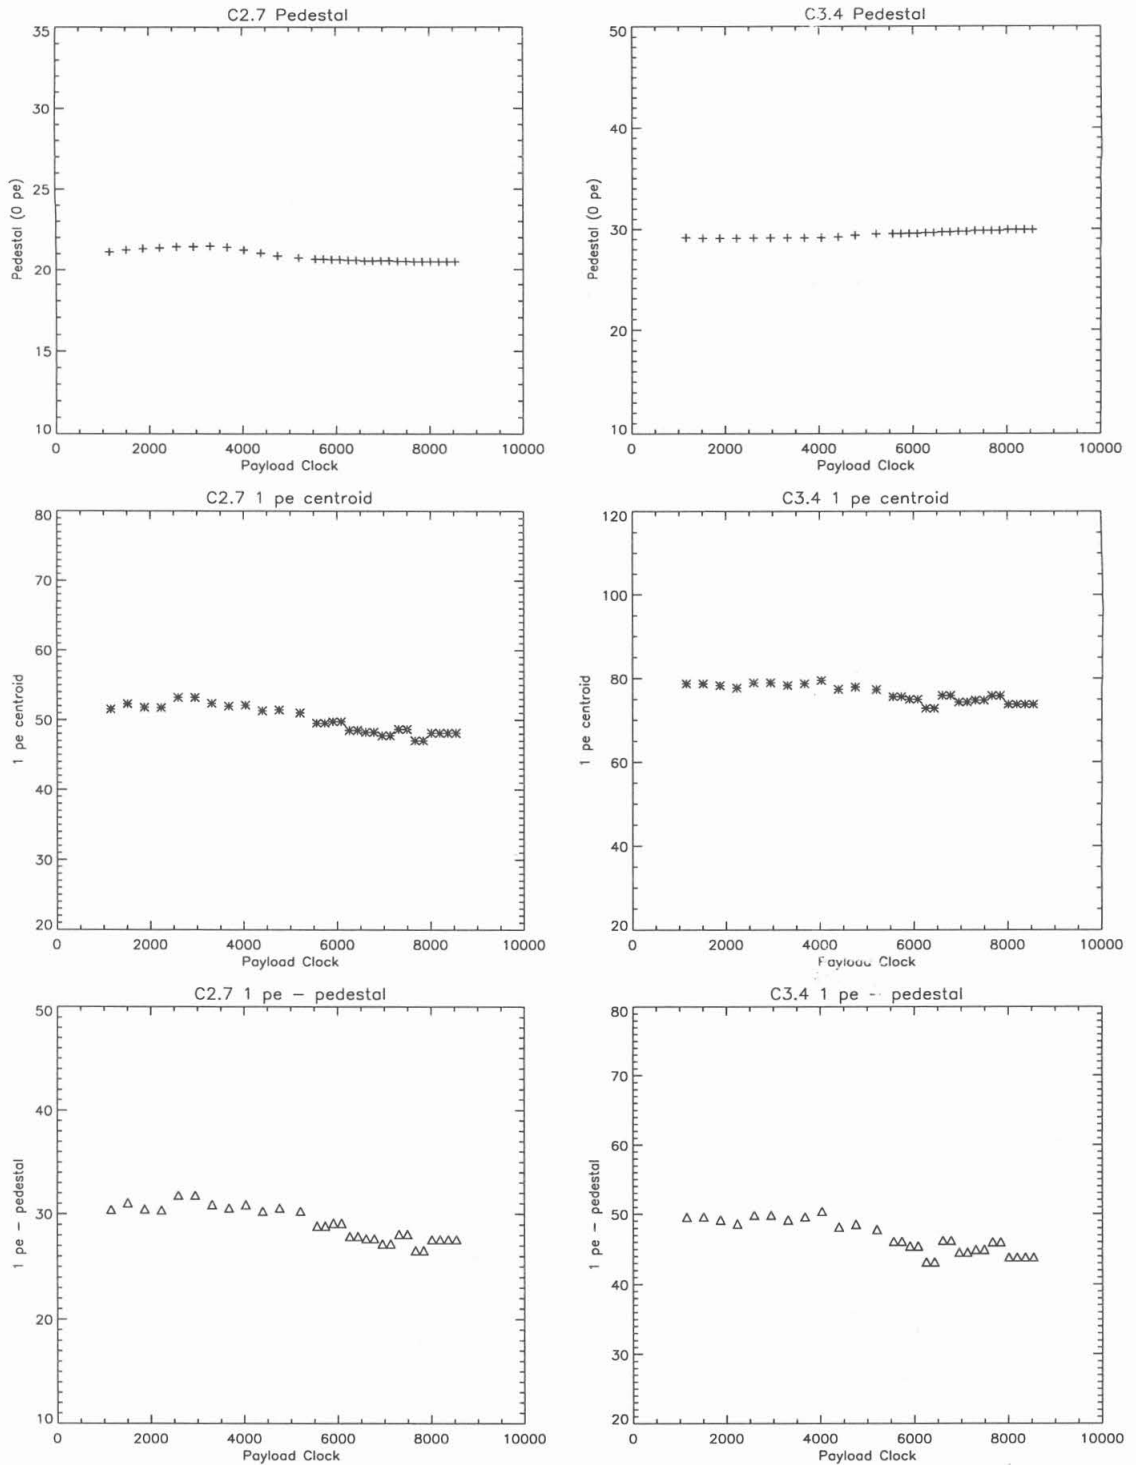 C2.7 Pedestal
35
30
25
20
15
10
Pedestal (0 pe)
0 2000 4000 6000 8000 10000
Payload Clock
C3.4 Pedestal
50
40
30
20
10
Pedestal (0 pe)
0 2000 4000 6000 8000 10000
Payload Clock
C2.7 1 pe centroid
80
70
60
50
40
30
20
1 pe centroid
0 2000 4000 6000 8000 10000
Payload Clock
C3.4 1 pe centroid
120
100
80
60
40
20
1 pe centroid
0 2000 4000 6000 8000 10000
Payload Clock
C2.7 1 pe – pedestal
50
40
30
20
10
1 pe – pedestal
0 2000 4000 6000 8000 10000
Payload Clock
C3.4 1 pe – pedestal
80
70
60
50
40
30
20
1 pe – pedestal
0 2000 4000 6000 8000 10000
Payload Clock